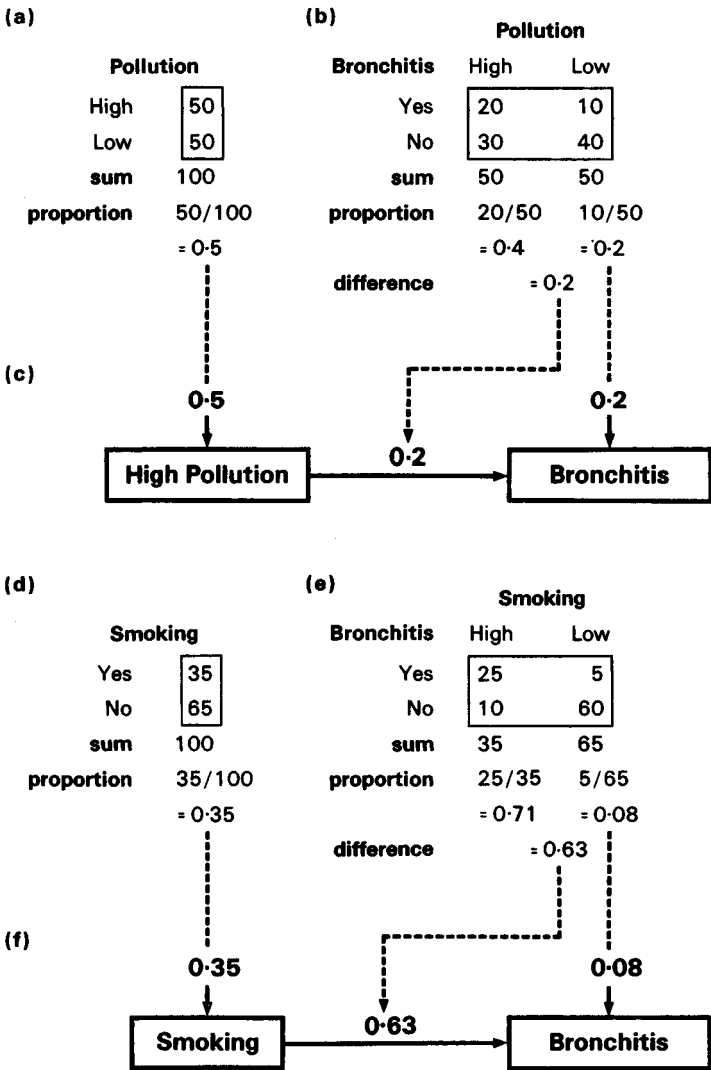 (a)
Pollution
High 50
Low 50
sum 100
proportion 50/100
= 0·5
(b)
Pollution
Bronchitis High Low
Yes 20 10
No 30 40
sum 50 50
proportion 20/50 10/50
= 0·4 = 0·2
difference = 0·2
(c)
0·5 0·2
0·2
High Pollution Bronchitis
(d)
Smoking
Yes 35
No 65
sum 100
proportion 35/100
= 0·35
(e)
Smoking
Bronchitis High Low
Yes 25 5
No 10 60
sum 35 65
proportion 25/35 5/65
= 0·71 = 0·08
difference = 0·63
(f)
0·35 0·08
0·63
Smoking Bronchitis